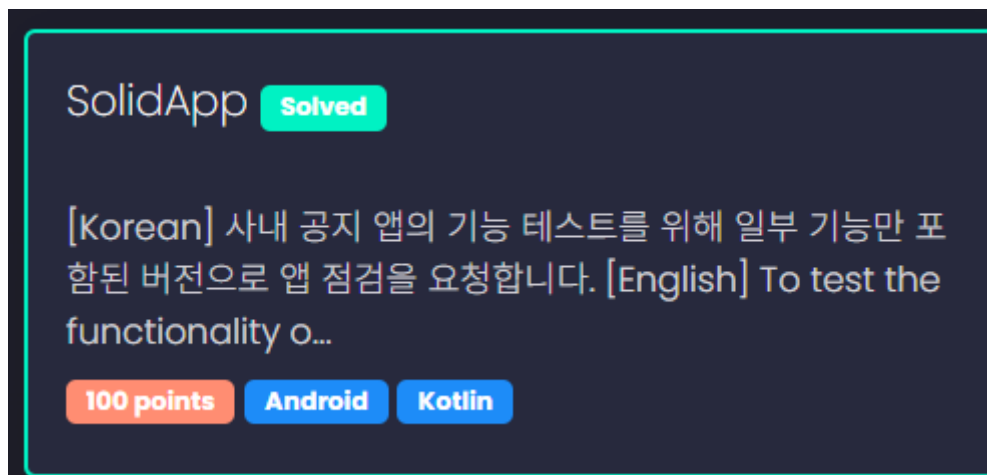 SolidApp Solved
[Korean] 사내 공지 앱의 기능 테스트를 위해 일부 기능만 포
함된 버전으로 앱 점검을 요청합니다. [English] To test the
functionality o...
100 points Android Kotlin